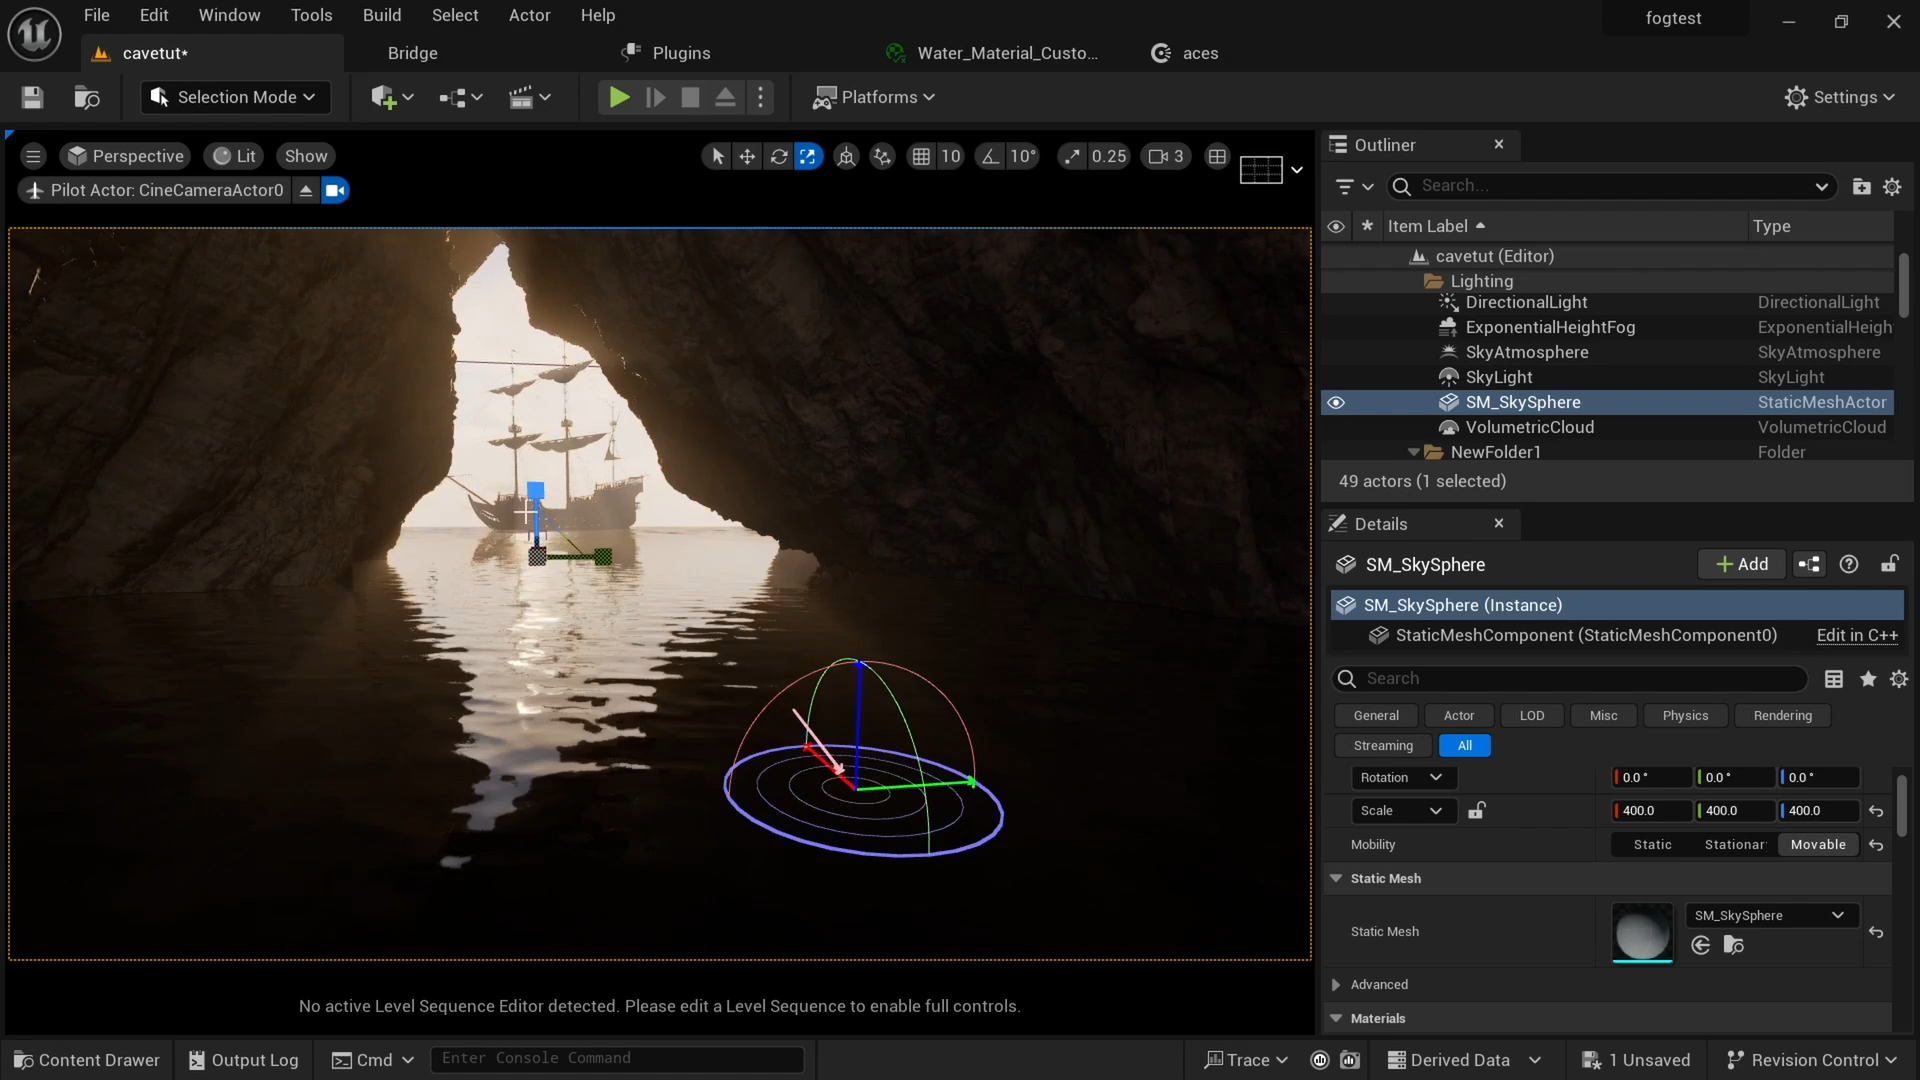 File Edit Window Tools Build Select Actor Help
fogtest
cavetut*
Bridge
Plugins
Water_Material_Custo...
aces
Selection Mode
Platforms
Settings
Perspective
Lit
Show
10
10°
0.25
3
Pilot Actor: CineCameraActor0
No active Level Sequence Editor detected. Please edit a Level Sequence to enable full controls.
Outliner
Search...
Item Label Type
cavetut (Editor)
Lighting
DirectionalLight DirectionalLight
ExponentialHeightFog ExponentialHeigh
SkyAtmosphere SkyAtmosphere
SkyLight SkyLight
SM_SkySphere StaticMeshActor
VolumetricCloud VolumetricCloud
NewFolder1 Folder
49 actors (1 selected)
Details
SM_SkySphere
Add
SM_SkySphere (Instance)
StaticMeshComponent (StaticMeshComponent0) Edit in C++
Search
General Actor LOD Misc Physics Rendering
Streaming All
Rotation 0.0° 0.0° 0.0°
Scale 400.0 400.0 400.0
Mobility Static Stationar Movable
Static Mesh
Static Mesh SM_SkySphere
Advanced
Materials
Content Drawer Output Log Cmd Enter Console Command Trace Derived Data 1 Unsaved Revision Control